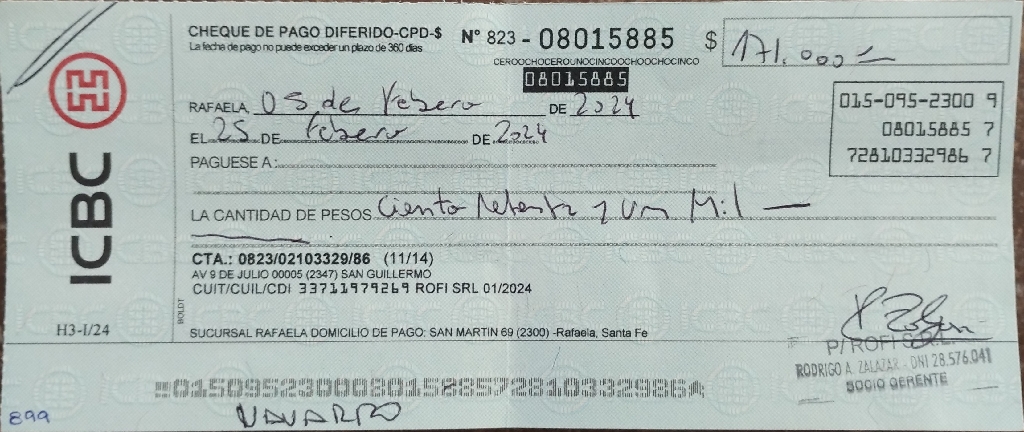 CHEQUE DE PAGO DIFERIDO-CPD-$ Nº 823 - 08015885 $ 171.000
La fecha de pago no puede exceder un plazo de 360 días
CEROOCHOCEROUNOCINCOOCHOOCHOCINCO
08015885
RAFAELA, 05 de Febero DE 2024
EL 25 DE Febero DE 2024
015-095-2300 9
08015885 7
72810332986 7
PAGUESE A:
LA CANTIDAD DE PESOS Ciento Setenta y un Mil
ICBC
CTA.: 0823/02103329/86 (11/14)
AV 9 DE JULIO 00005 (2347) SAN GUILLERMO
CUIT/CUIL/CDI 33711979269 ROFI SRL 01/2024
BOLDT
H3-I/24
SUCURSAL RAFAELA DOMICILIO DE PAGO: SAN MARTIN 69 (2300) -Rafaela, Santa Fe
P/ ROFI S.R.L.
RODRIGO A. ZALAZAR - DNI 28.576.041
SOCIO GERENTE
NAVARRO
899